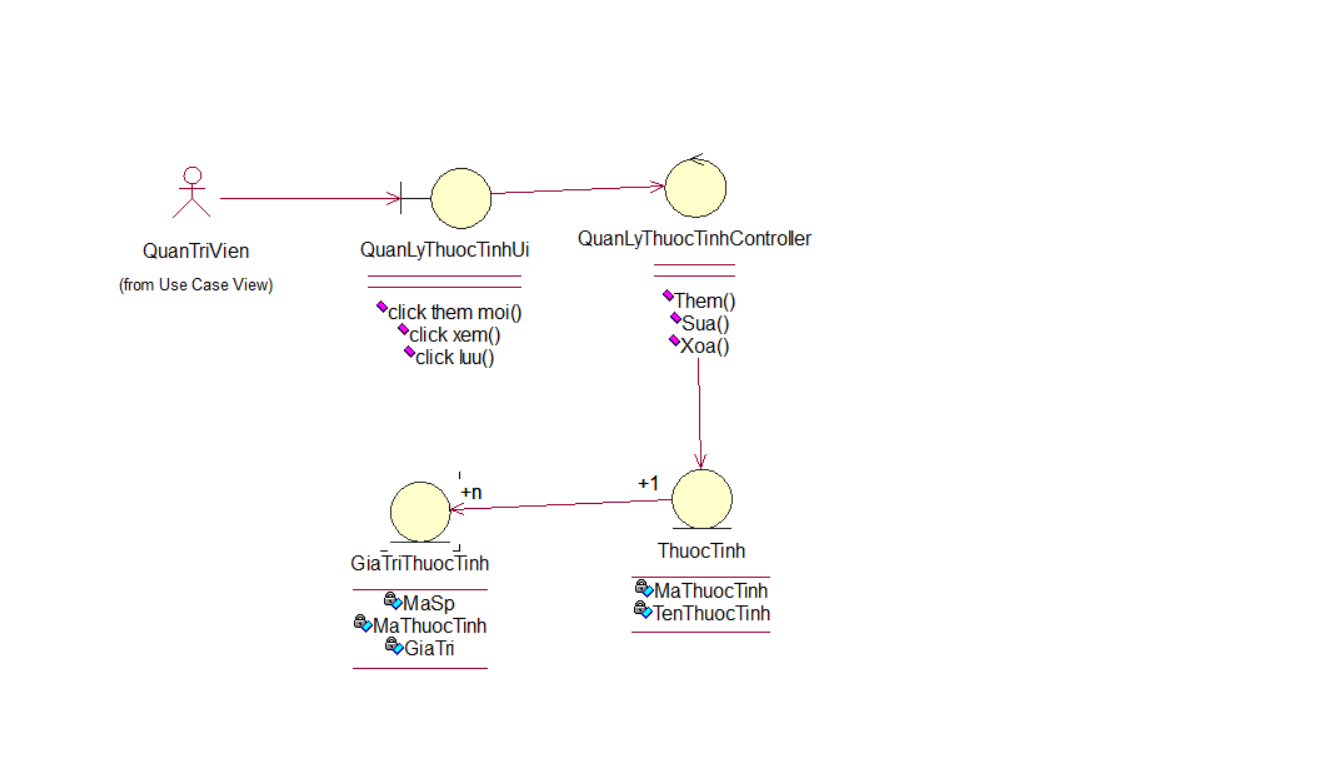 QuanTriVien
(from Use Case View)
QuanLyThuocTinhUi
click them moi()
click xem()
click luu()
QuanLyThuocTinhController
Them()
Sua()
Xoa()
+n
+1
GiaTriThuocTinh
MaSp
MaThuocTinh
GiaTri
ThuocTinh
MaThuocTinh
TenThuocTinh